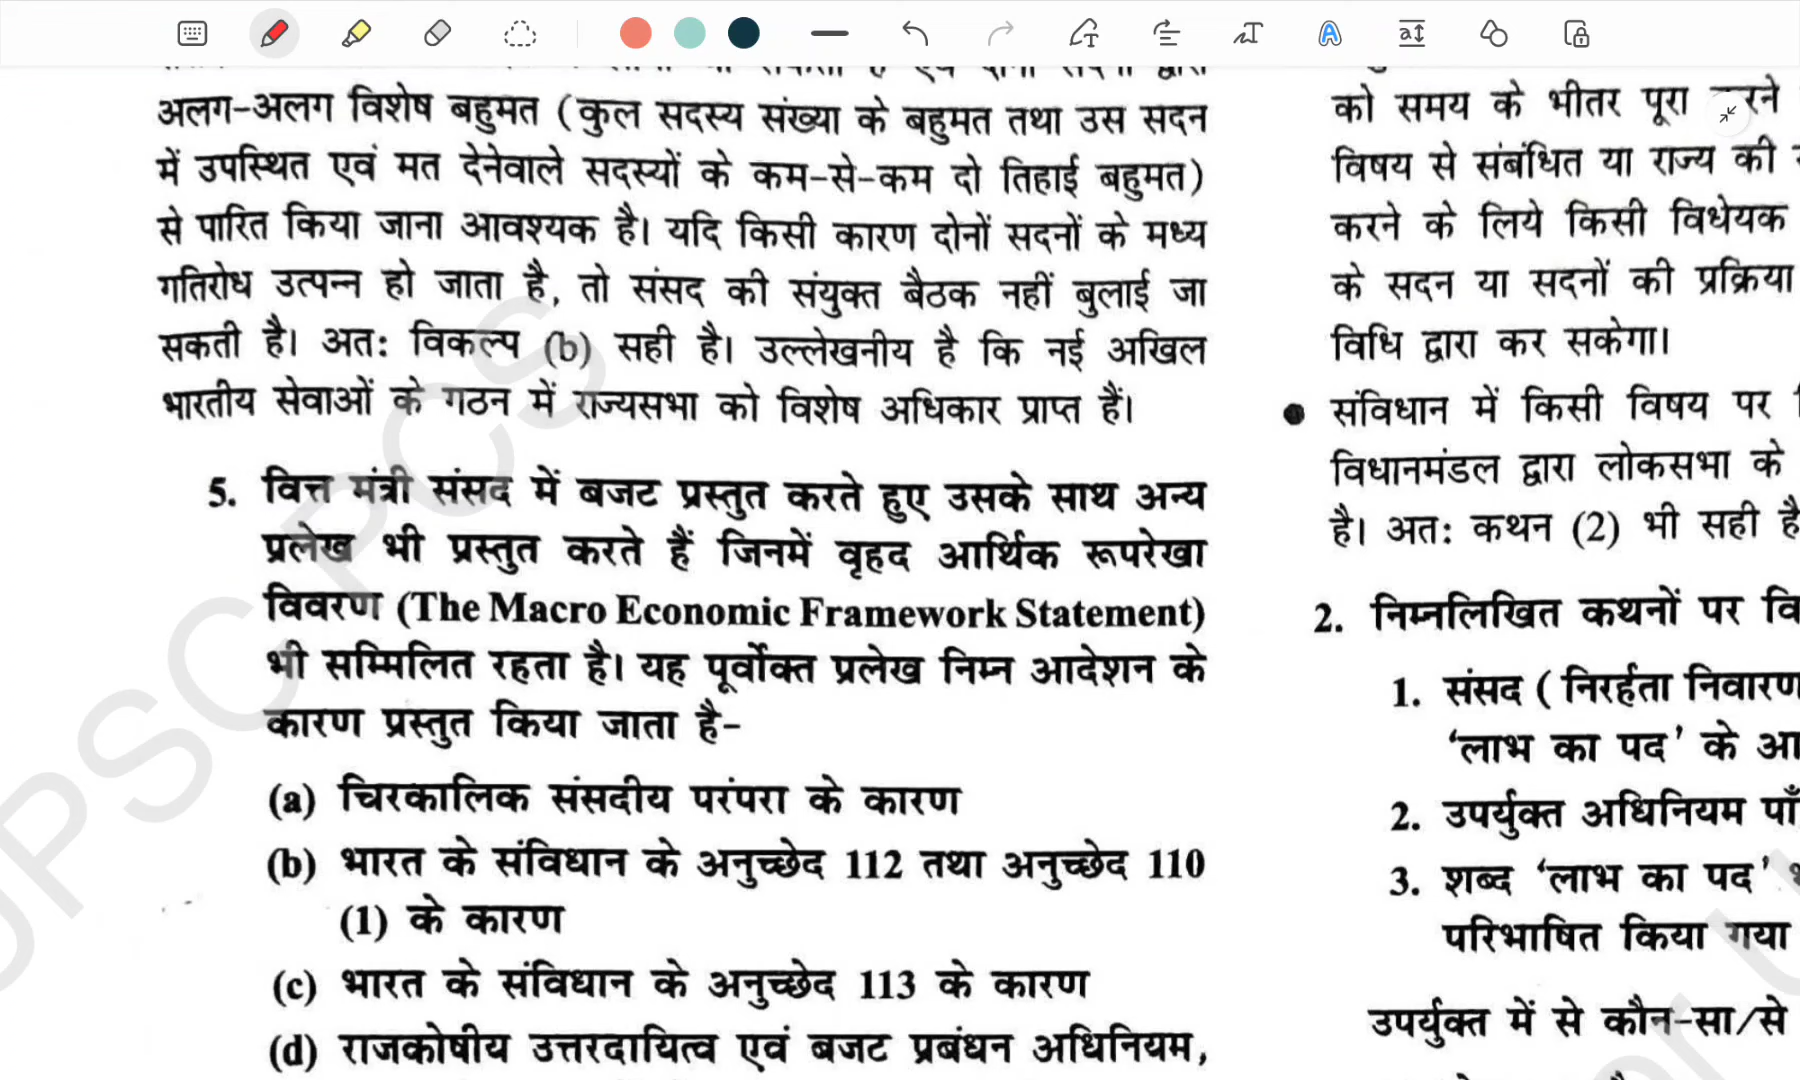 अलग-अलग विशेष बहुमत (कुल सदस्य संख्या के बहुमत तथा उस सदन
में उपस्थित एवं मत देनेवाले सदस्यों के कम-से-कम दो तिहाई बहुमत)
से पारित किया जाना आवश्यक है। यदि किसी कारण दोनों सदनों के मध्य
गतिरोध उत्पन्न हो जाता है, तो संसद की संयुक्त बैठक नहीं बुलाई जा
सकती है। अतः विकल्प (b) सही है। उल्लेखनीय है कि नई अखिल
भारतीय सेवाओं के गठन में राज्यसभा को विशेष अधिकार प्राप्त हैं।
5. वित्त मंत्री संसद में बजट प्रस्तुत करते हुए उसके साथ अन्य
प्रलेख भी प्रस्तुत करते हैं जिनमें वृहद आर्थिक रूपरेखा
विवरण (The Macro Economic Framework Statement)
भी सम्मिलित रहता है। यह पूर्वोक्त प्रलेख निम्न आदेशन के
कारण प्रस्तुत किया जाता है-
(a) चिरकालिक संसदीय परंपरा के कारण
(b) भारत के संविधान के अनुच्छेद 112 तथा अनुच्छेद 110
(1) के कारण
(c) भारत के संविधान के अनुच्छेद 113 के कारण
(d) राजकोषीय उत्तरदायित्व एवं बजट प्रबंधन अधिनियम,
को समय के भीतर पूरा
विषय से संबंधित या राज्य की
करने के लिये किसी विधेयक
के सदन या सदनों की प्रक्रिया
विधि द्वारा कर सकेगा।
● संविधान में किसी विषय पर
विधानमंडल द्वारा लोकसभा के
है। अतः कथन (2) भी सही है
2. निम्नलिखित कथनों पर वि
1. संसद (निरर्हता निवारण
'लाभ का पद' के आ
2. उपर्युक्त अधिनियम पाँ
3. शब्द 'लाभ का पद'
परिभाषित किया गया
उपर्युक्त में से कौन-सा/से
UPSC PCS